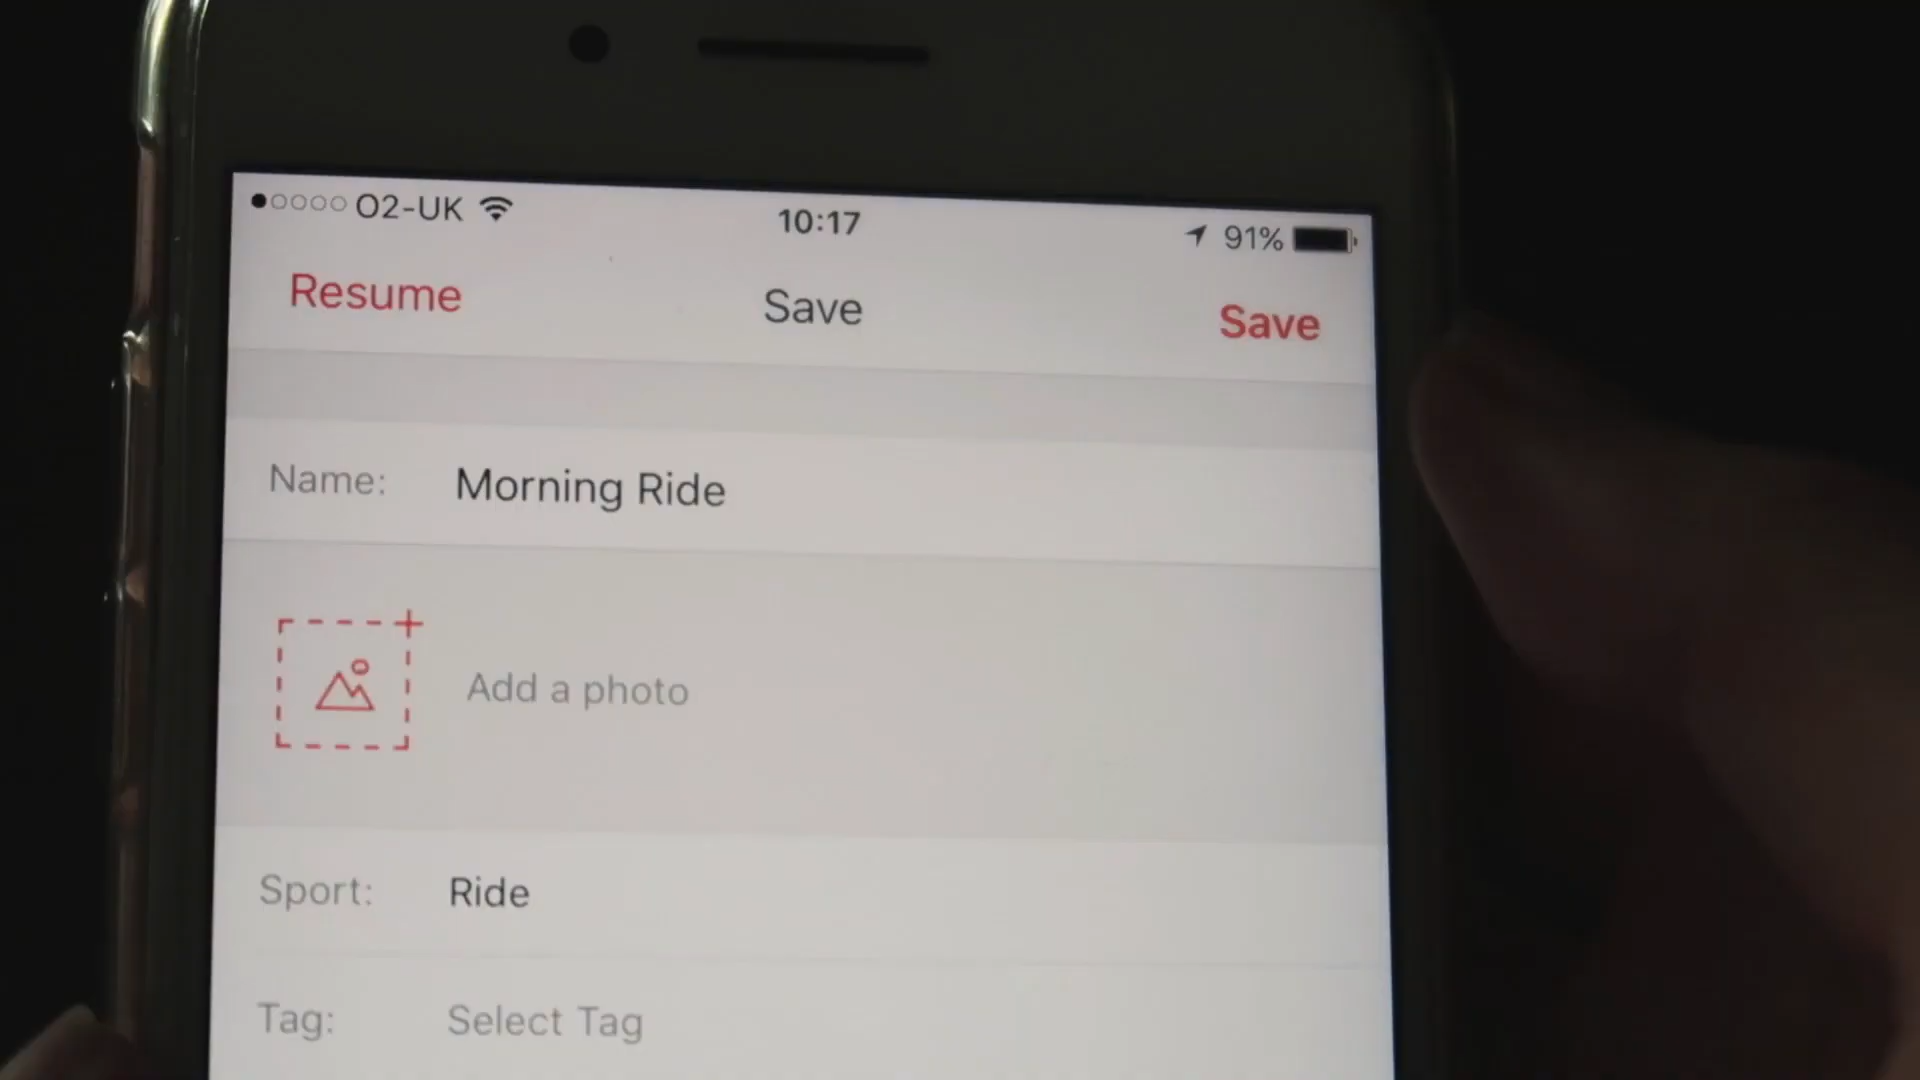 O2-UK 10:17 91%
Resume Save Save
Name: Morning Ride
Add a photo
Sport: Ride
Tag: Select Tag